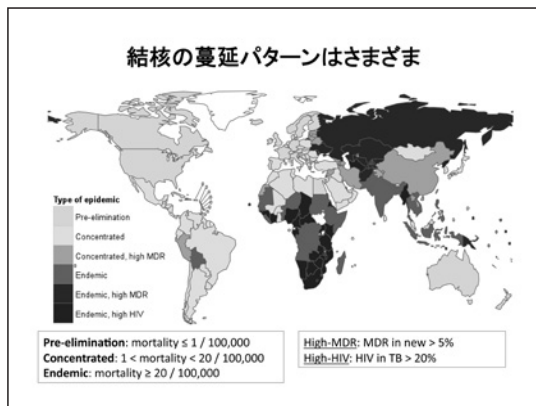 結核の蔓延パターンはさまざま
Type of epidemic
Pre-elimination
Concentrated
Concentrated, high MDR
Endemic
Endemic, high MDR
Endemic, high HIV
Pre-elimination: mortality ≤ 1 / 100,000
Concentrated: 1 < mortality < 20 / 100,000
Endemic: mortality ≥ 20 / 100,000
High-MDR: MDR in new > 5%
High-HIV: HIV in TB > 20%